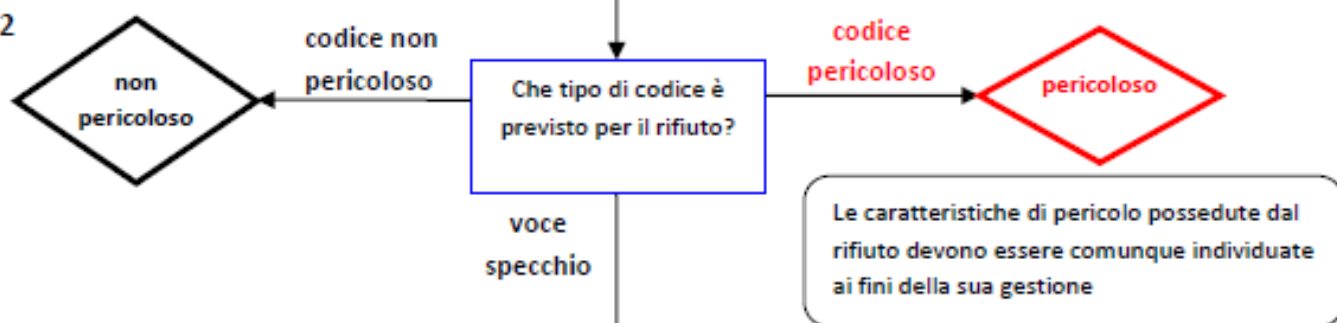 2
non
pericoloso
codice non
pericoloso
Che tipo di codice è
previsto per il rifiuto?
codice
pericoloso
pericoloso
voce
specchio
Le caratteristiche di pericolo possedute dal
rifiuto devono essere comunque individuate
ai fini della sua gestione